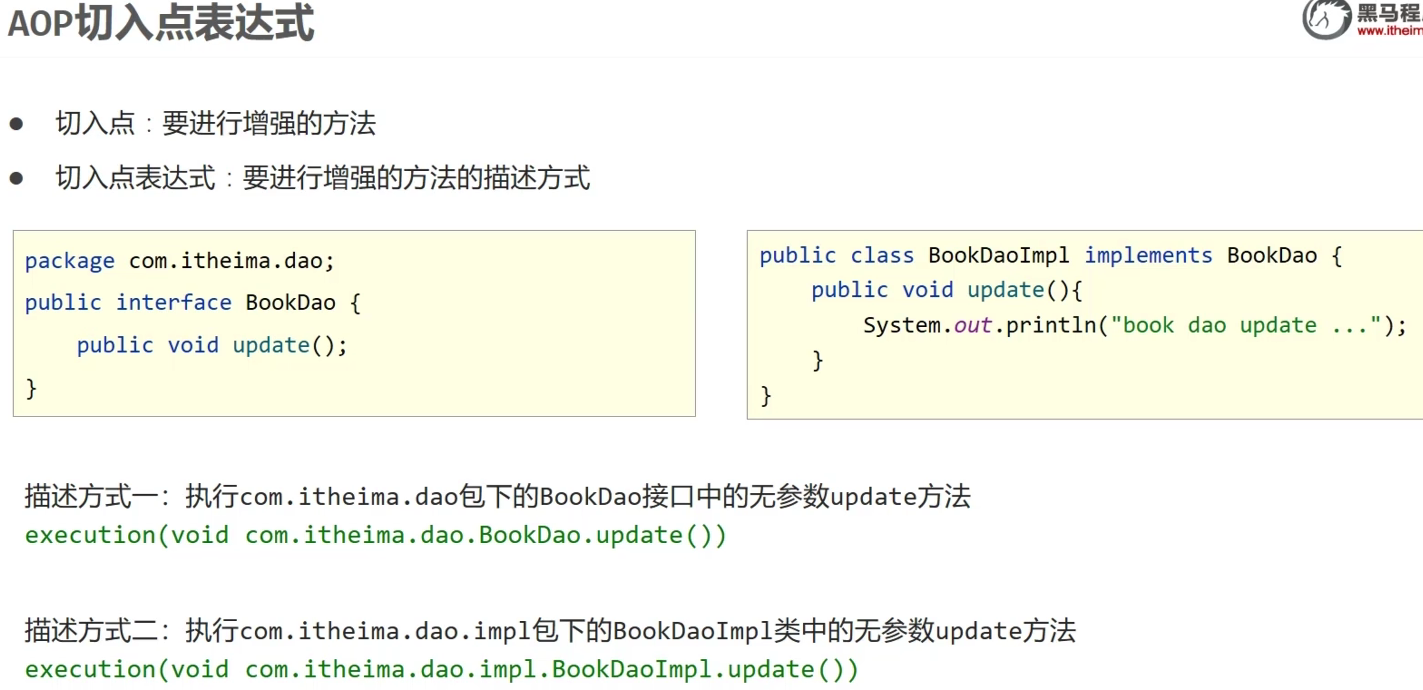 AOP切入点表达式
黑马程
www.itheim
● 切入点：要进行增强的方法
● 切入点表达式：要进行增强的方法的描述方式
package com.itheima.dao;
public interface BookDao {
    public void update();
}
public class BookDaoImpl implements BookDao {
    public void update(){
        System.out.println("book dao update ...");
    }
}
描述方式一：执行com.itheima.dao包下的BookDao接口中的无参数update方法
execution(void com.itheima.dao.BookDao.update())
描述方式二：执行com.itheima.dao.impl包下的BookDaoImpl类中的无参数update方法
execution(void com.itheima.dao.impl.BookDaoImpl.update())